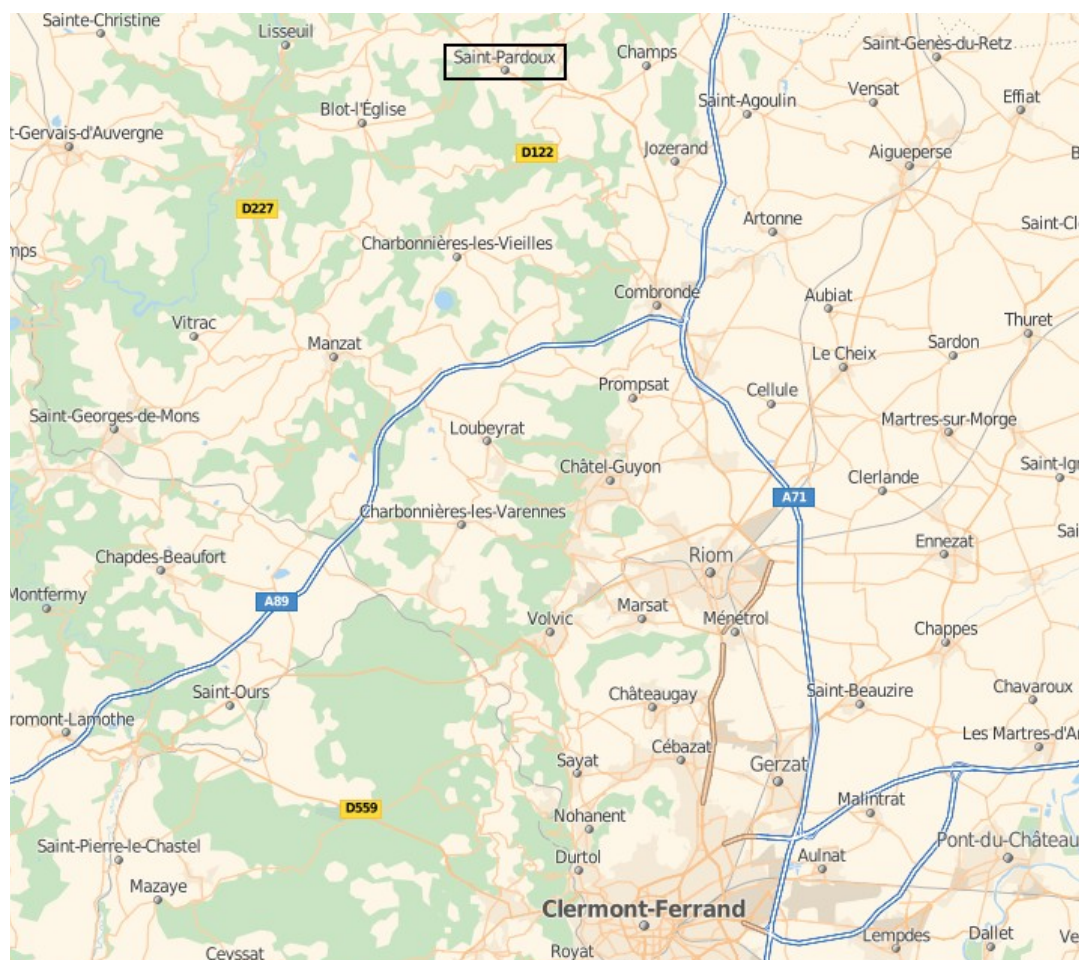 Sainte-Christine
Lisseuil
Saint-Pardoux
Champs
Saint-Genès-du-Retz
Blot-l'Église
Saint-Agoulin
Vensat
Effiat
t-Gervais-d'Auvergne
D122
Jozerand
Aigueperse
B
D227
Artonne
Saint-Cl
mps
Charbonnières-les-Vieilles
Combronde
Aubiat
Vitrac
Manzat
Thuret
Le Cheix
Sardon
Prompsat
Cellule
Saint-Georges-de-Mons
Loubeyrat
Martres-sur-Morge
Châtel-Guyon
Clerlande
Saint-Ign
A71
Charbonnières-les-Varennes
Sai
Chapdes-Beaufort
Riom
Ennezat
Montfermy
A89
Volvic
Marsat
Ménétrol
Chappes
Saint-Ours
Châteaugay
Saint-Beauzire
Chavaroux
romont-Lamothe
Les Martres-d'Ar
Sayat
Cébazat
Gerzat
D559
Nohanent
Malintrat
Saint-Pierre-le-Chastel
Durtol
Aulnat
Pont-du-Château
Mazaye
Clermont-Ferrand
Ceyssat
Royat
Lempdes
Dallet
Ve